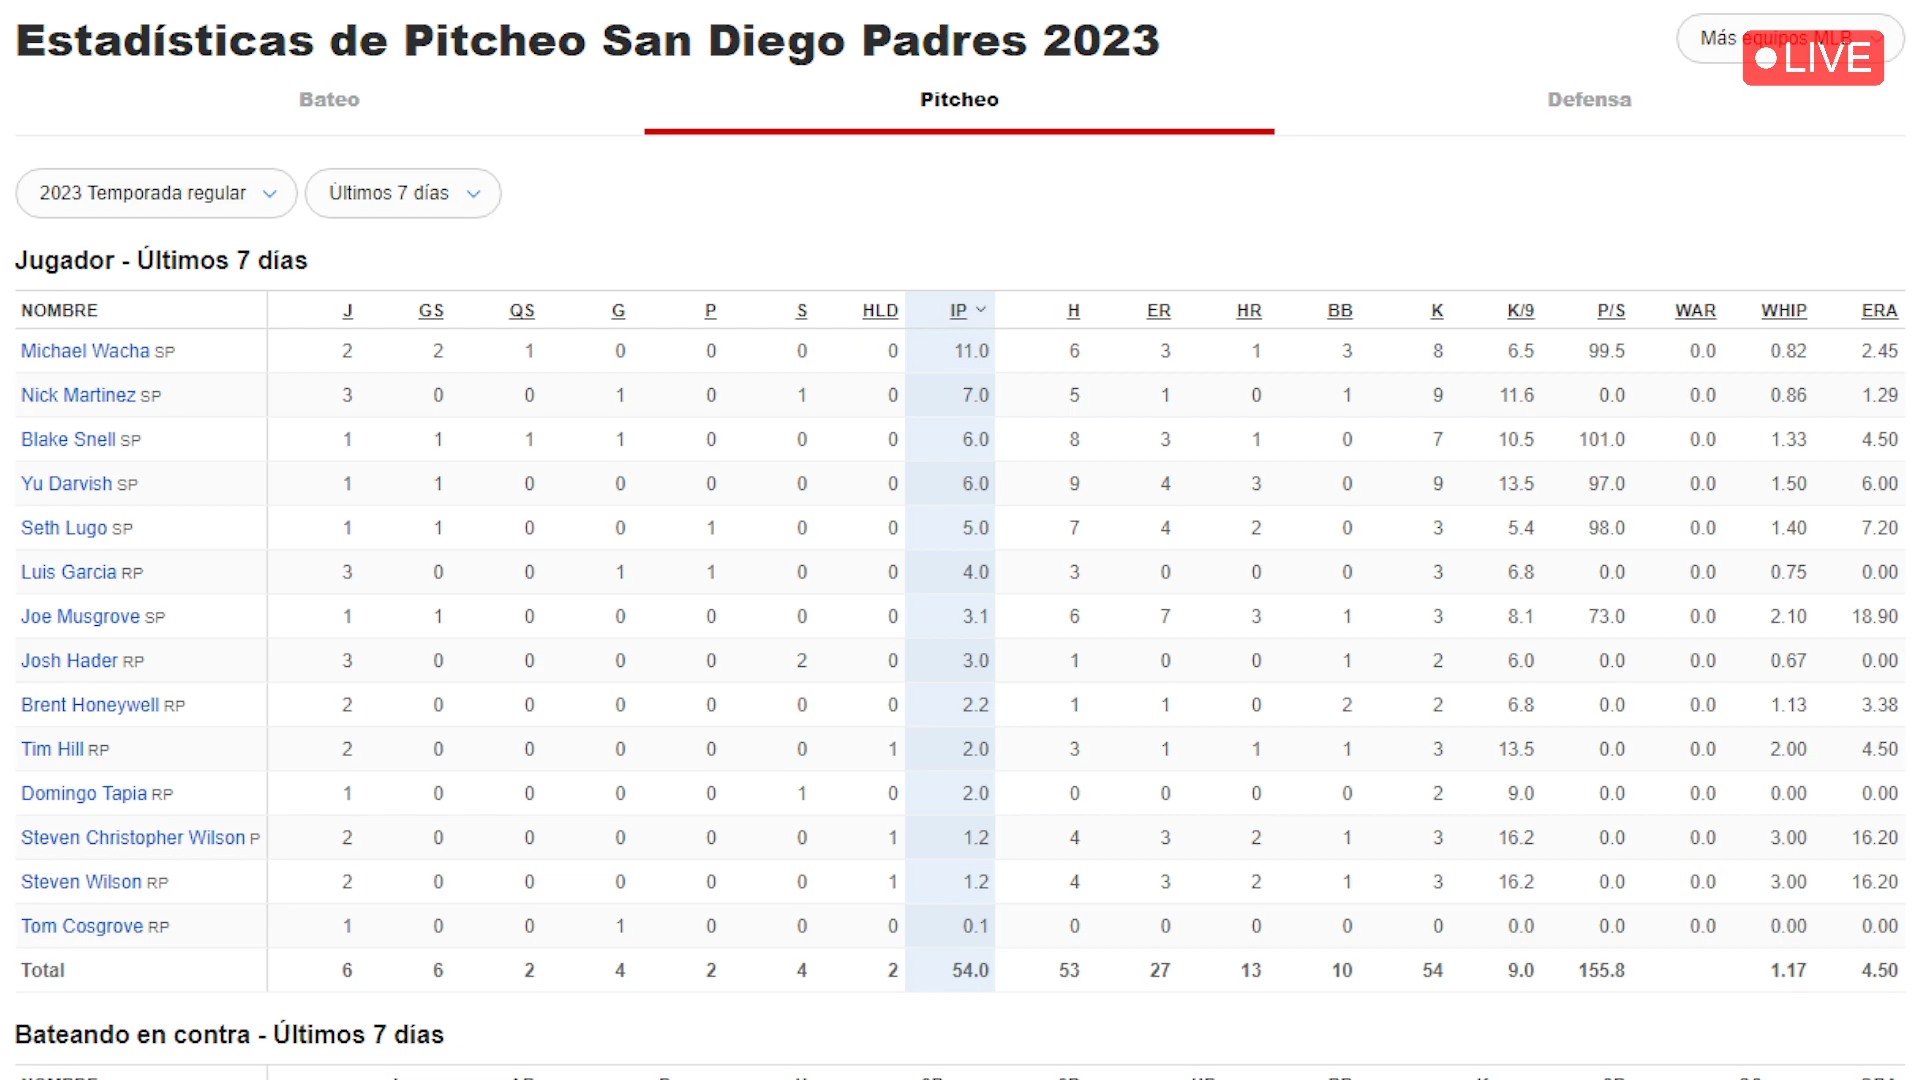 Estadísticas de Pitcheo San Diego Padres 2023
Más equipos MLB
LIVE
Bateo Pitcheo Defensa
2023 Temporada regular Últimos 7 días
Jugador - Últimos 7 días
NOMBRE J GS QS G P S HLD IP H ER HR BB K K/9 P/S WAR WHIP ERA
Michael Wacha SP 2 2 1 0 0 0 0 11.0 6 3 1 3 8 6.5 99.5 0.0 0.82 2.45
Nick Martinez SP 3 0 0 1 0 1 0 7.0 5 1 0 1 9 11.6 0.0 0.0 0.86 1.29
Blake Snell SP 1 1 1 1 0 0 0 6.0 8 3 1 0 7 10.5 101.0 0.0 1.33 4.50
Yu Darvish SP 1 1 0 0 0 0 0 6.0 9 4 3 0 9 13.5 97.0 0.0 1.50 6.00
Seth Lugo SP 1 1 0 0 1 0 0 5.0 7 4 2 0 3 5.4 98.0 0.0 1.40 7.20
Luis Garcia RP 3 0 0 1 1 0 0 4.0 3 0 0 0 3 6.8 0.0 0.0 0.75 0.00
Joe Musgrove SP 1 1 0 0 0 0 0 3.1 6 7 3 1 3 8.1 73.0 0.0 2.10 18.90
Josh Hader RP 3 0 0 0 0 2 0 3.0 1 0 0 1 2 6.0 0.0 0.0 0.67 0.00
Brent Honeywell RP 2 0 0 0 0 0 0 2.2 1 1 0 2 2 6.8 0.0 0.0 1.13 3.38
Tim Hill RP 2 0 0 0 0 0 1 2.0 3 1 1 1 3 13.5 0.0 0.0 2.00 4.50
Domingo Tapia RP 1 0 0 0 0 1 0 2.0 0 0 0 0 2 9.0 0.0 0.0 0.00 0.00
Steven Christopher Wilson P 2 0 0 0 0 0 1 1.2 4 3 2 1 3 16.2 0.0 0.0 3.00 16.20
Steven Wilson RP 2 0 0 0 0 0 1 1.2 4 3 2 1 3 16.2 0.0 0.0 3.00 16.20
Tom Cosgrove RP 1 0 0 1 0 0 0 0.1 0 0 0 0 0 0.0 0.0 0.0 0.00 0.00
Total 6 6 2 4 2 4 2 54.0 53 27 13 10 54 9.0 155.8 1.17 4.50
Bateando en contra - Últimos 7 días